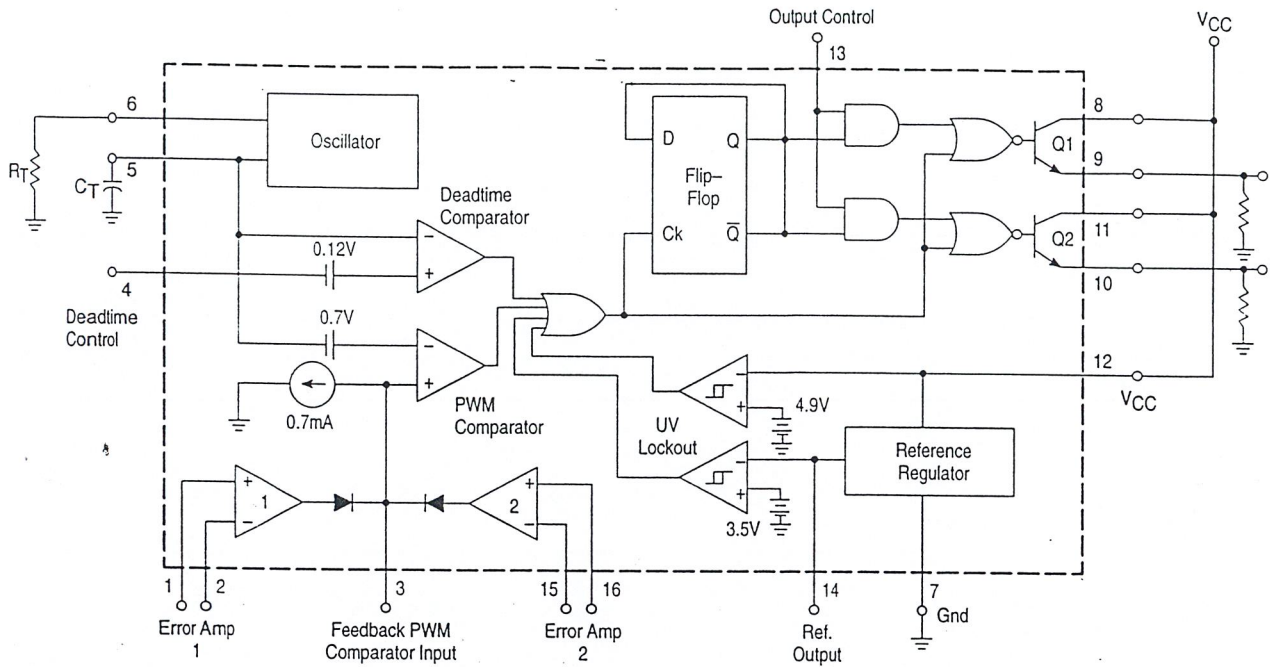 Output Control
13
VCC
6
Oscillator
8
RT
5
CT
D
Q
Q1
9
Flip–
Flop
Deadtime
Comparator
11
Ck
Q
Q2
–
0.12V
+
10
4
Deadtime
Control
0.7V
–
+
12
VCC
0.7mA
PWM
Comparator
–
+
4.9V
UV
Lockout
Reference
Regulator
–
+
3.5V
+
1
–
+
2
–
1
2
3
15
16
14
7
Gnd
Error Amp
1
Feedback PWM
Comparator Input
Error Amp
2
Ref.
Output